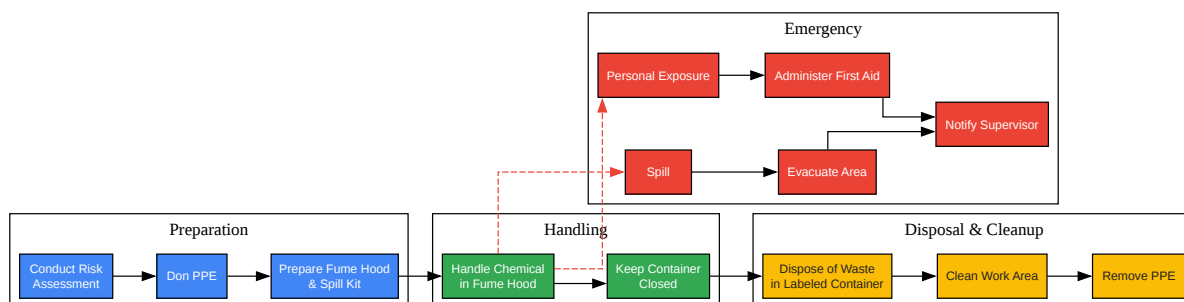 Emergency
Personal Exposure
Administer First Aid
Notify Supervisor
Spill
Evacuate Area
Preparation
Conduct Risk
Assessment
Don PPE
Prepare Fume Hood
& Spill Kit
Handling
Handle Chemical
in Fume Hood
Keep Container
Closed
Disposal & Cleanup
Dispose of Waste
in Labeled Container
Clean Work Area
Remove PPE